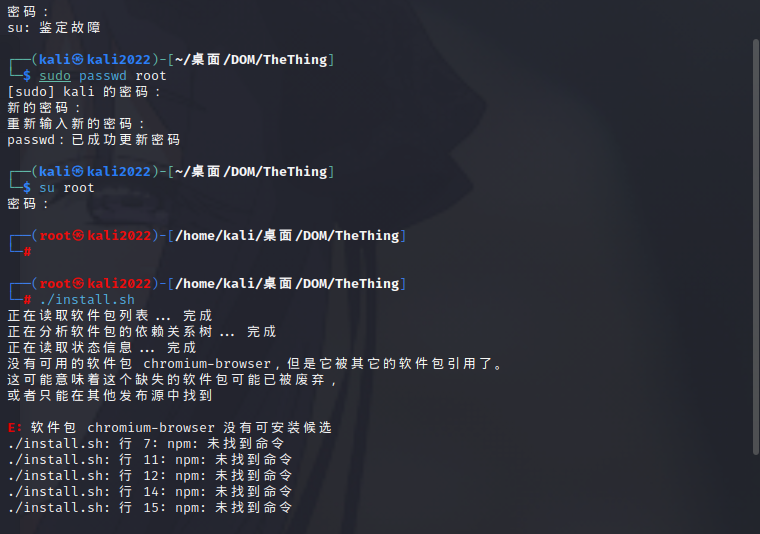 密码：
su: 鉴定故障
┌──(kali㉿kali2022)-[~/桌面/DOM/TheThing]
└─$ sudo passwd root
[sudo] kali 的密码：
新的密码：
重新输入新的密码：
passwd：已成功更新密码
┌──(kali㉿kali2022)-[~/桌面/DOM/TheThing]
└─$ su root
密码：
┌──(root㉿kali2022)-[/home/kali/桌面/DOM/TheThing]
└─#
┌──(root㉿kali2022)-[/home/kali/桌面/DOM/TheThing]
└─# ./install.sh
正在读取软件包列表... 完成
正在分析软件包的依赖关系树... 完成
正在读取状态信息... 完成
没有可用的软件包 chromium-browser，但是它被其它的软件包引用了。
这可能意味着这个缺失的软件包可能已被废弃，
或者只能在其他发布源中找到
E: 软件包 chromium-browser 没有可安装候选
./install.sh: 行 7: npm: 未找到命令
./install.sh: 行 11: npm: 未找到命令
./install.sh: 行 12: npm: 未找到命令
./install.sh: 行 14: npm: 未找到命令
./install.sh: 行 15: npm: 未找到命令